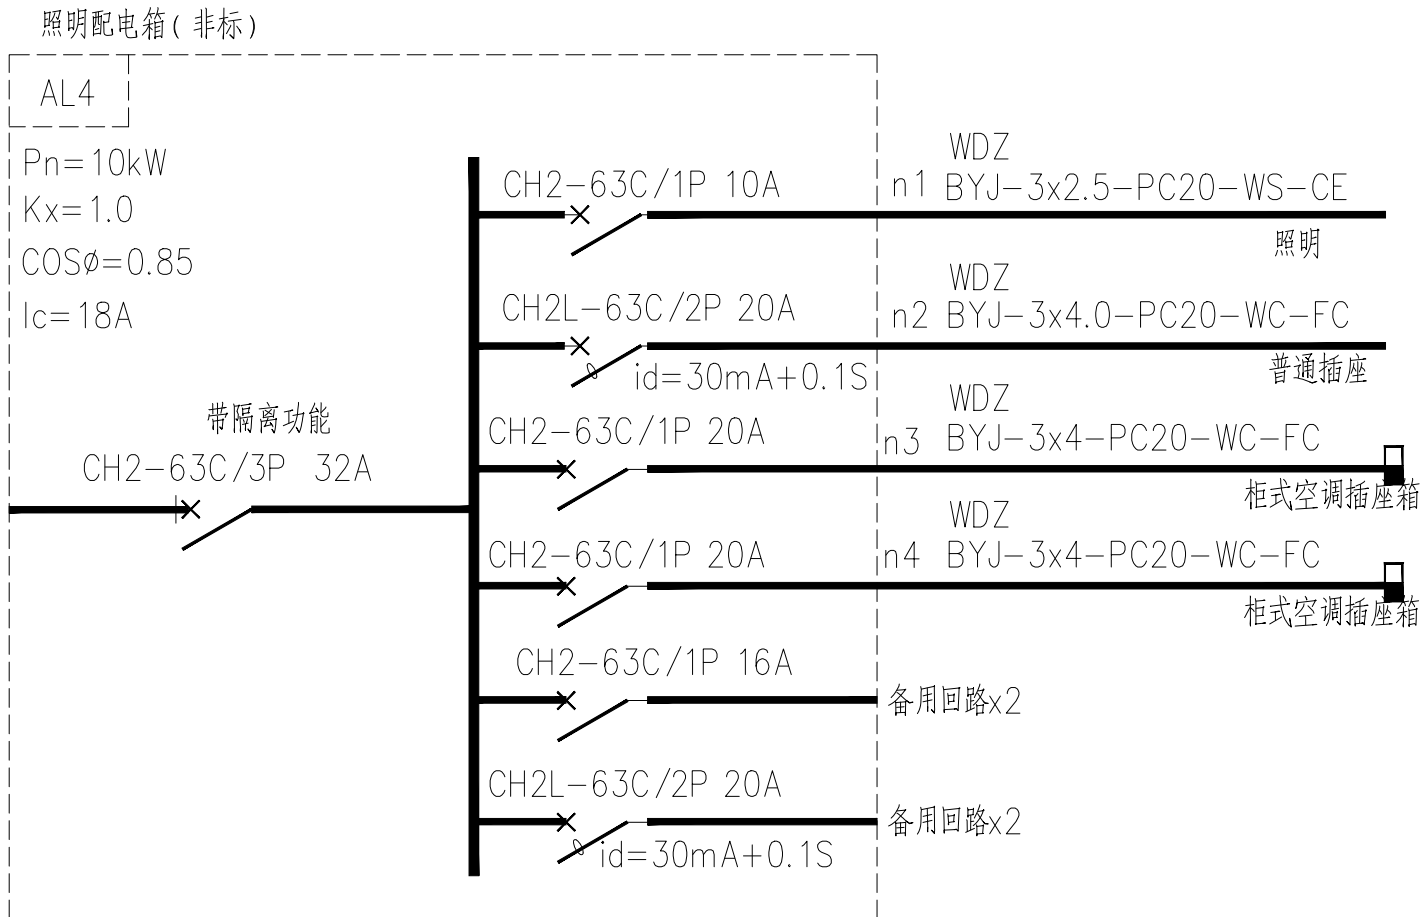 照明配电箱(非标)
AL4
Pn=10kW
Kx=1.0
COSø=0.85
Ic=18A
带隔离功能
CH2-63C/3P 32A
CH2-63C/1P 10A
n1
WDZ
BYJ-3x2.5-PC20-WS-CE
照明
CH2L-63C/2P 20A
id=30mA+0.1S
n2
WDZ
BYJ-3x4.0-PC20-WC-FC
普通插座
CH2-63C/1P 20A
n3
WDZ
BYJ-3x4-PC20-WC-FC
柜式空调插座箱
CH2-63C/1P 20A
n4
WDZ
BYJ-3x4-PC20-WC-FC
柜式空调插座箱
CH2-63C/1P 16A
备用回路x2
CH2L-63C/2P 20A
id=30mA+0.1S
备用回路x2